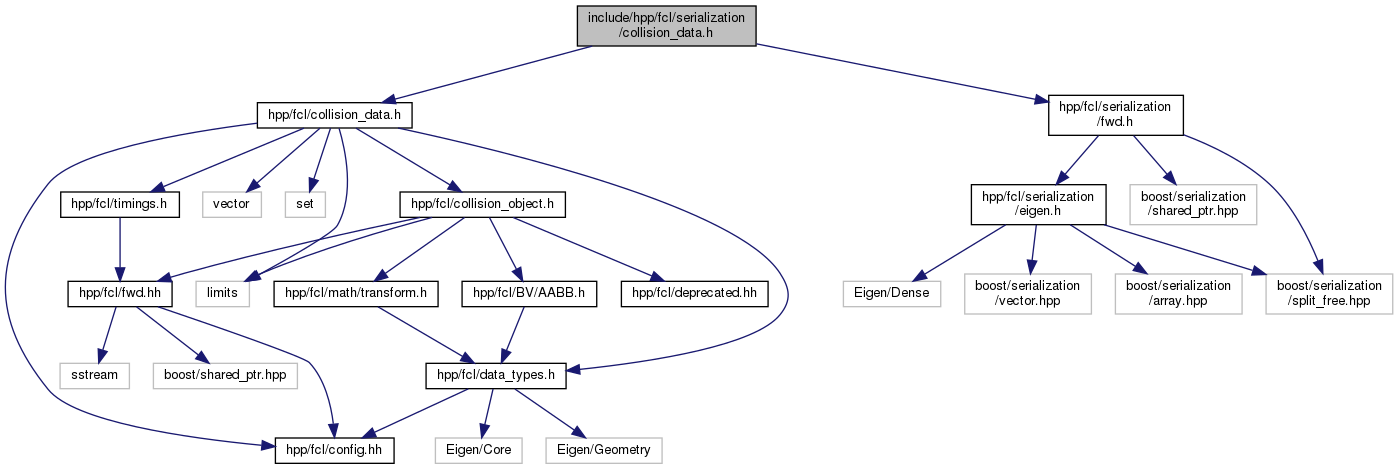 include/hpp/fcl/serialization
/collision_data.h
hpp/fcl/collision_data.h
hpp/fcl/serialization
/fwd.h
hpp/fcl/timings.h
vector
set
hpp/fcl/collision_object.h
hpp/fcl/serialization
/eigen.h
boost/serialization
/shared_ptr.hpp
hpp/fcl/fwd.hh
limits
hpp/fcl/math/transform.h
hpp/fcl/BV/AABB.h
hpp/fcl/deprecated.hh
Eigen/Dense
boost/serialization
/vector.hpp
boost/serialization
/array.hpp
boost/serialization
/split_free.hpp
sstream
boost/shared_ptr.hpp
hpp/fcl/data_types.h
hpp/fcl/config.hh
Eigen/Core
Eigen/Geometry